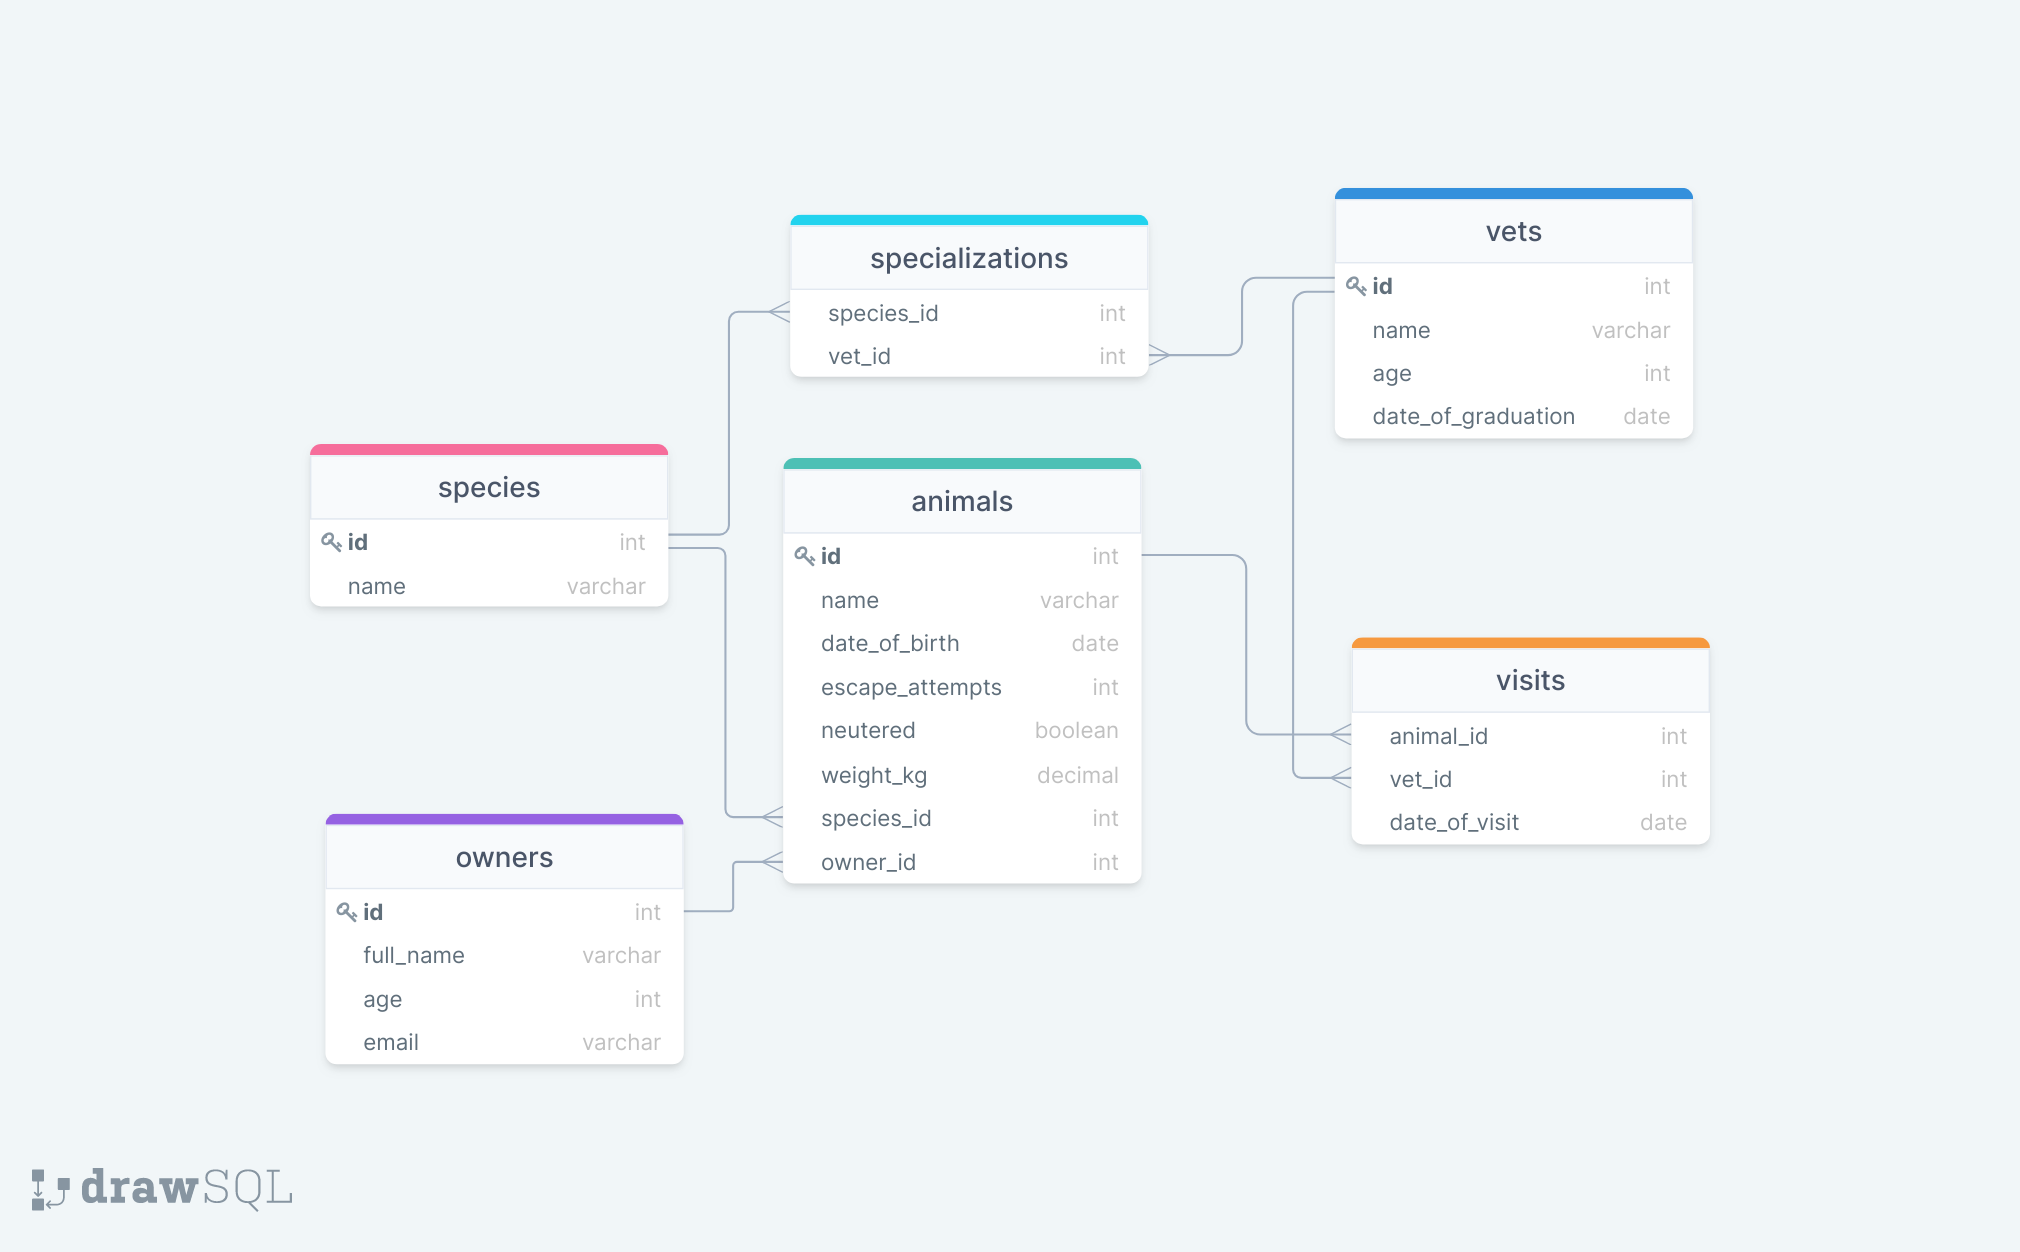 specializations
species_id int
vet_id int
vets
id int
name varchar
age int
date_of_graduation date
species
id int
name varchar
animals
id int
name varchar
date_of_birth date
escape_attempts int
neutered boolean
weight_kg decimal
species_id int
owner_id int
visits
animal_id int
vet_id int
date_of_visit date
owners
id int
full_name varchar
age int
email varchar
drawSQL